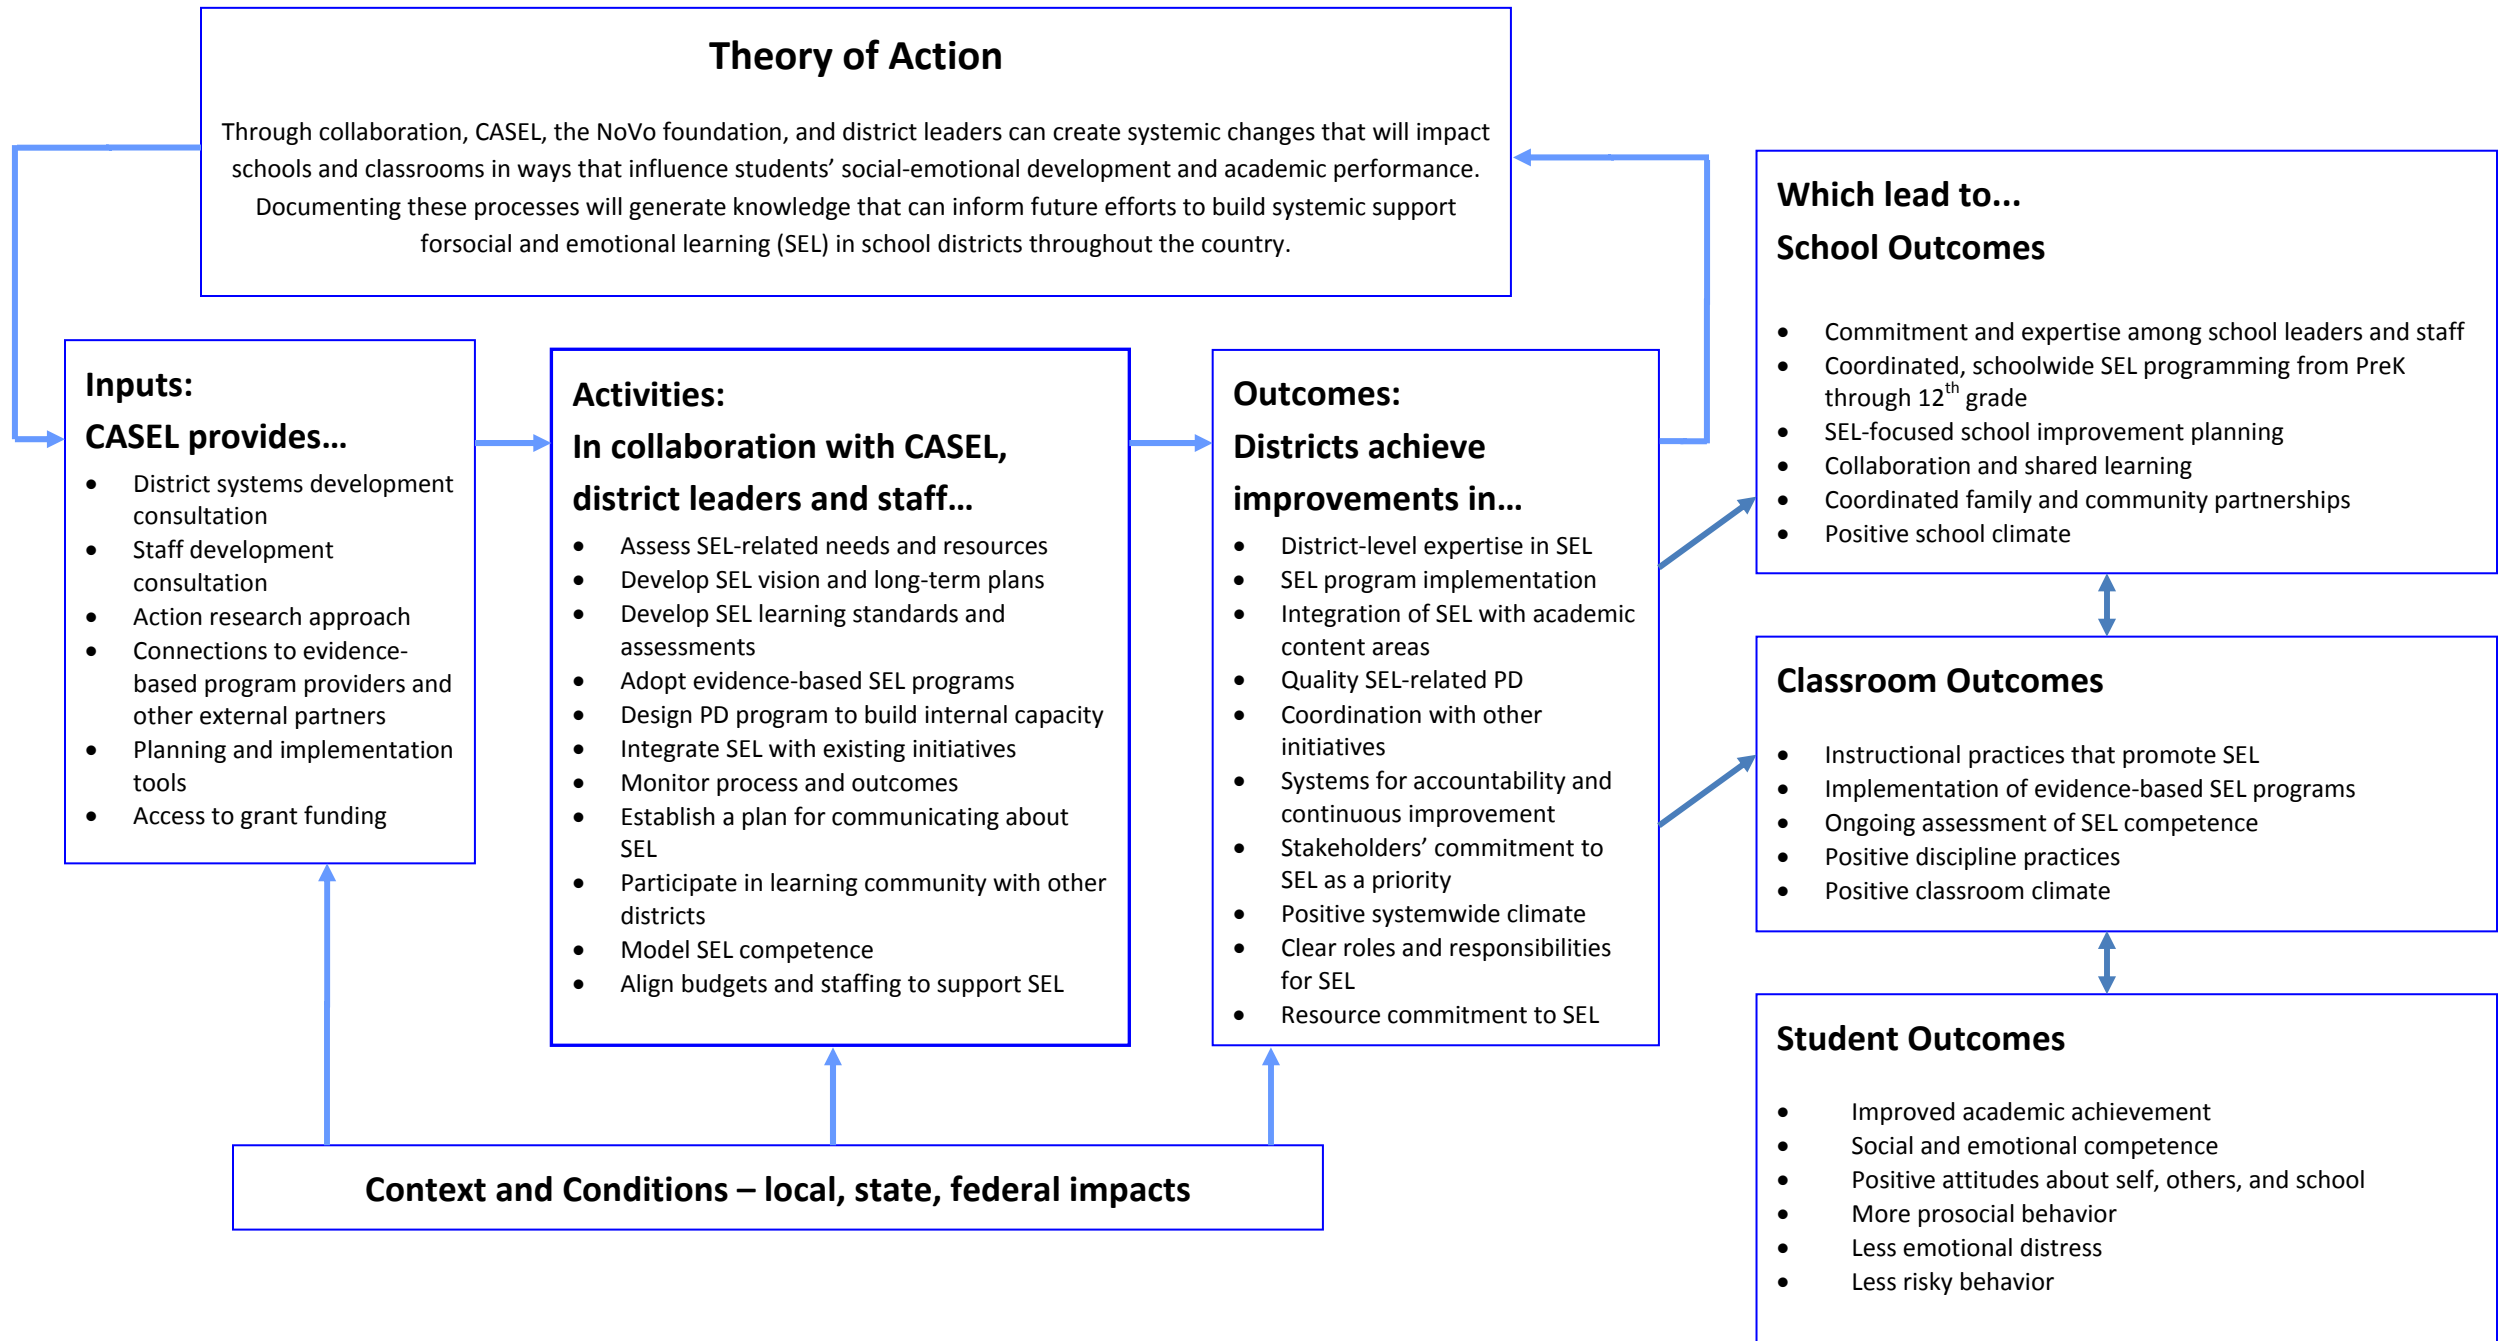 Theory of Action
Through collaboration, CASEL, the NoVo foundation, and district leaders can create systemic changes that will impact
schools and classrooms in ways that influence students’ social-emotional development and academic performance.
Documenting these processes will generate knowledge that can inform future efforts to build systemic support
forsocial and emotional learning (SEL) in school districts throughout the country.
Inputs:
CASEL provides…
• District systems development
consultation
• Staff development
consultation
• Action research approach
• Connections to evidence-
based program providers and
other external partners
• Planning and implementation
tools
• Access to grant funding
Activities:
In collaboration with CASEL,
district leaders and staff…
• Assess SEL-related needs and resources
• Develop SEL vision and long-term plans
• Develop SEL learning standards and
assessments
• Adopt evidence-based SEL programs
• Design PD program to build internal capacity
• Integrate SEL with existing initiatives
• Monitor process and outcomes
• Establish a plan for communicating about
SEL
• Participate in learning community with other
districts
• Model SEL competence
• Align budgets and staffing to support SEL
Outcomes:
Districts achieve
improvements in…
• District-level expertise in SEL
• SEL program implementation
• Integration of SEL with academic
content areas
• Quality SEL-related PD
• Coordination with other
initiatives
• Systems for accountability and
continuous improvement
• Stakeholders’ commitment to
SEL as a priority
• Positive systemwide climate
• Clear roles and responsibilities
for SEL
• Resource commitment to SEL
Which lead to...
School Outcomes
• Commitment and expertise among school leaders and staff
• Coordinated, schoolwide SEL programming from PreK
through 12th grade
• SEL-focused school improvement planning
• Collaboration and shared learning
• Coordinated family and community partnerships
• Positive school climate
Classroom Outcomes
• Instructional practices that promote SEL
• Implementation of evidence-based SEL programs
• Ongoing assessment of SEL competence
• Positive discipline practices
• Positive classroom climate
Student Outcomes
• Improved academic achievement
• Social and emotional competence
• Positive attitudes about self, others, and school
• More prosocial behavior
• Less emotional distress
• Less risky behavior
Context and Conditions – local, state, federal impacts